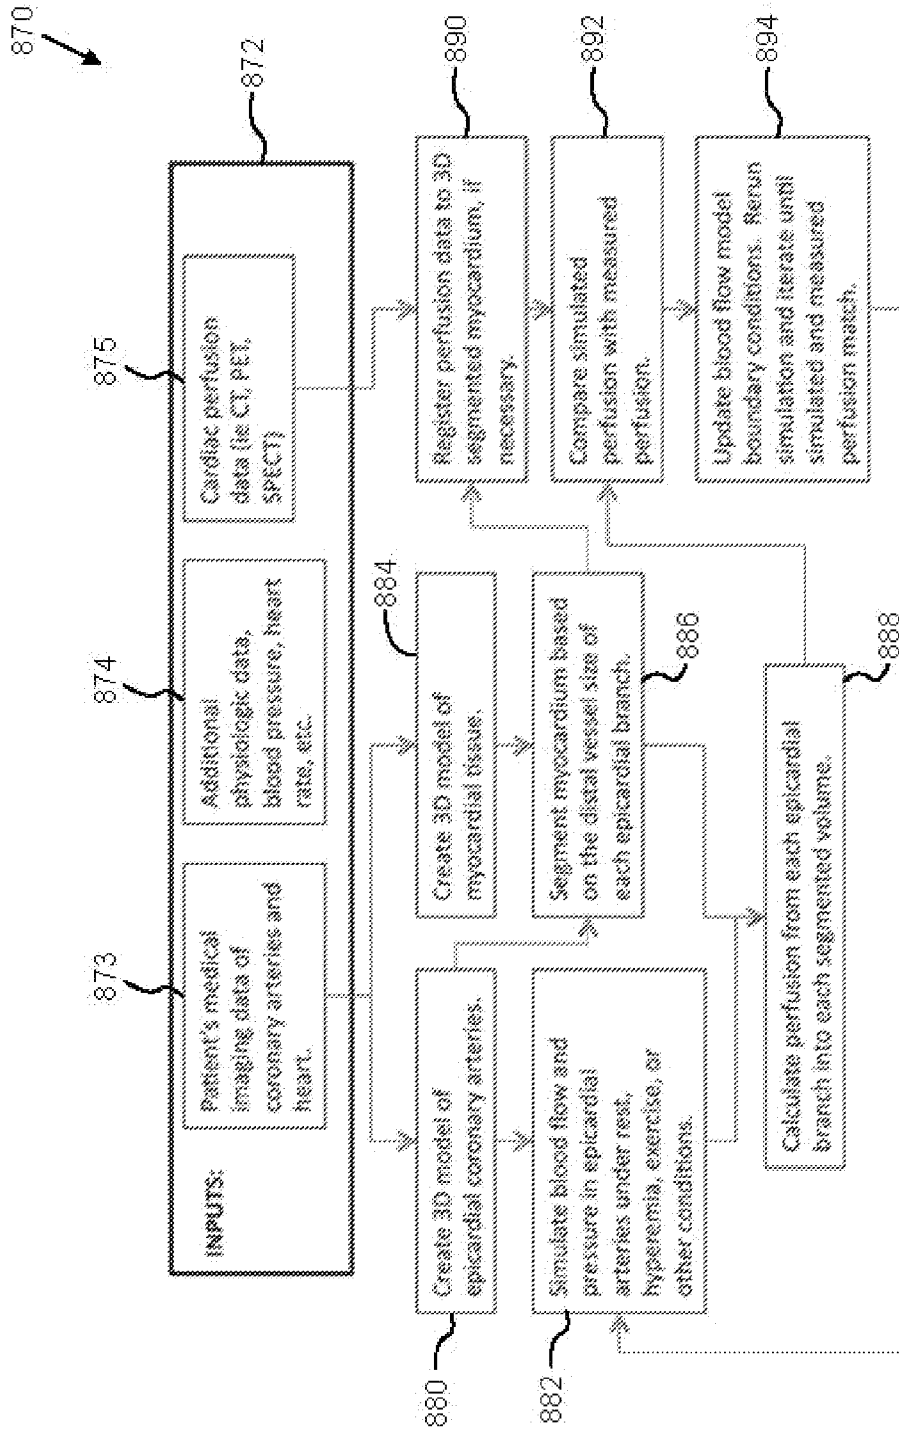 870
872
INPUTS:
873
Patient's medical
imaging data of
coronary arteries and
heart.
874
Additional
physiologic data,
blood pressure, heart
rate, etc.
875
Cardiac perfusion
data (ie CT, PET,
SPECT)
880
Create 3D model of
epicardial coronary arteries.
884
Create 3D model of
myocardial tissue.
890
Register perfusion data to 3D
segmented myocardium, if
necessary.
882
Simulate blood flow and
pressure in epicardial
arteries under rest,
hyperemia, exercise, or
other conditions.
886
Segment myocardium based
on the distal vessel size of
each epicardial branch.
892
Compare simulated
perfusion with measured
perfusion.
894
Update blood flow model
boundary conditions. Rerun
simulation and iterate until
simulated and measured
perfusion match.
888
Calculate perfusion from each epicardial
branch into each segmented volume.